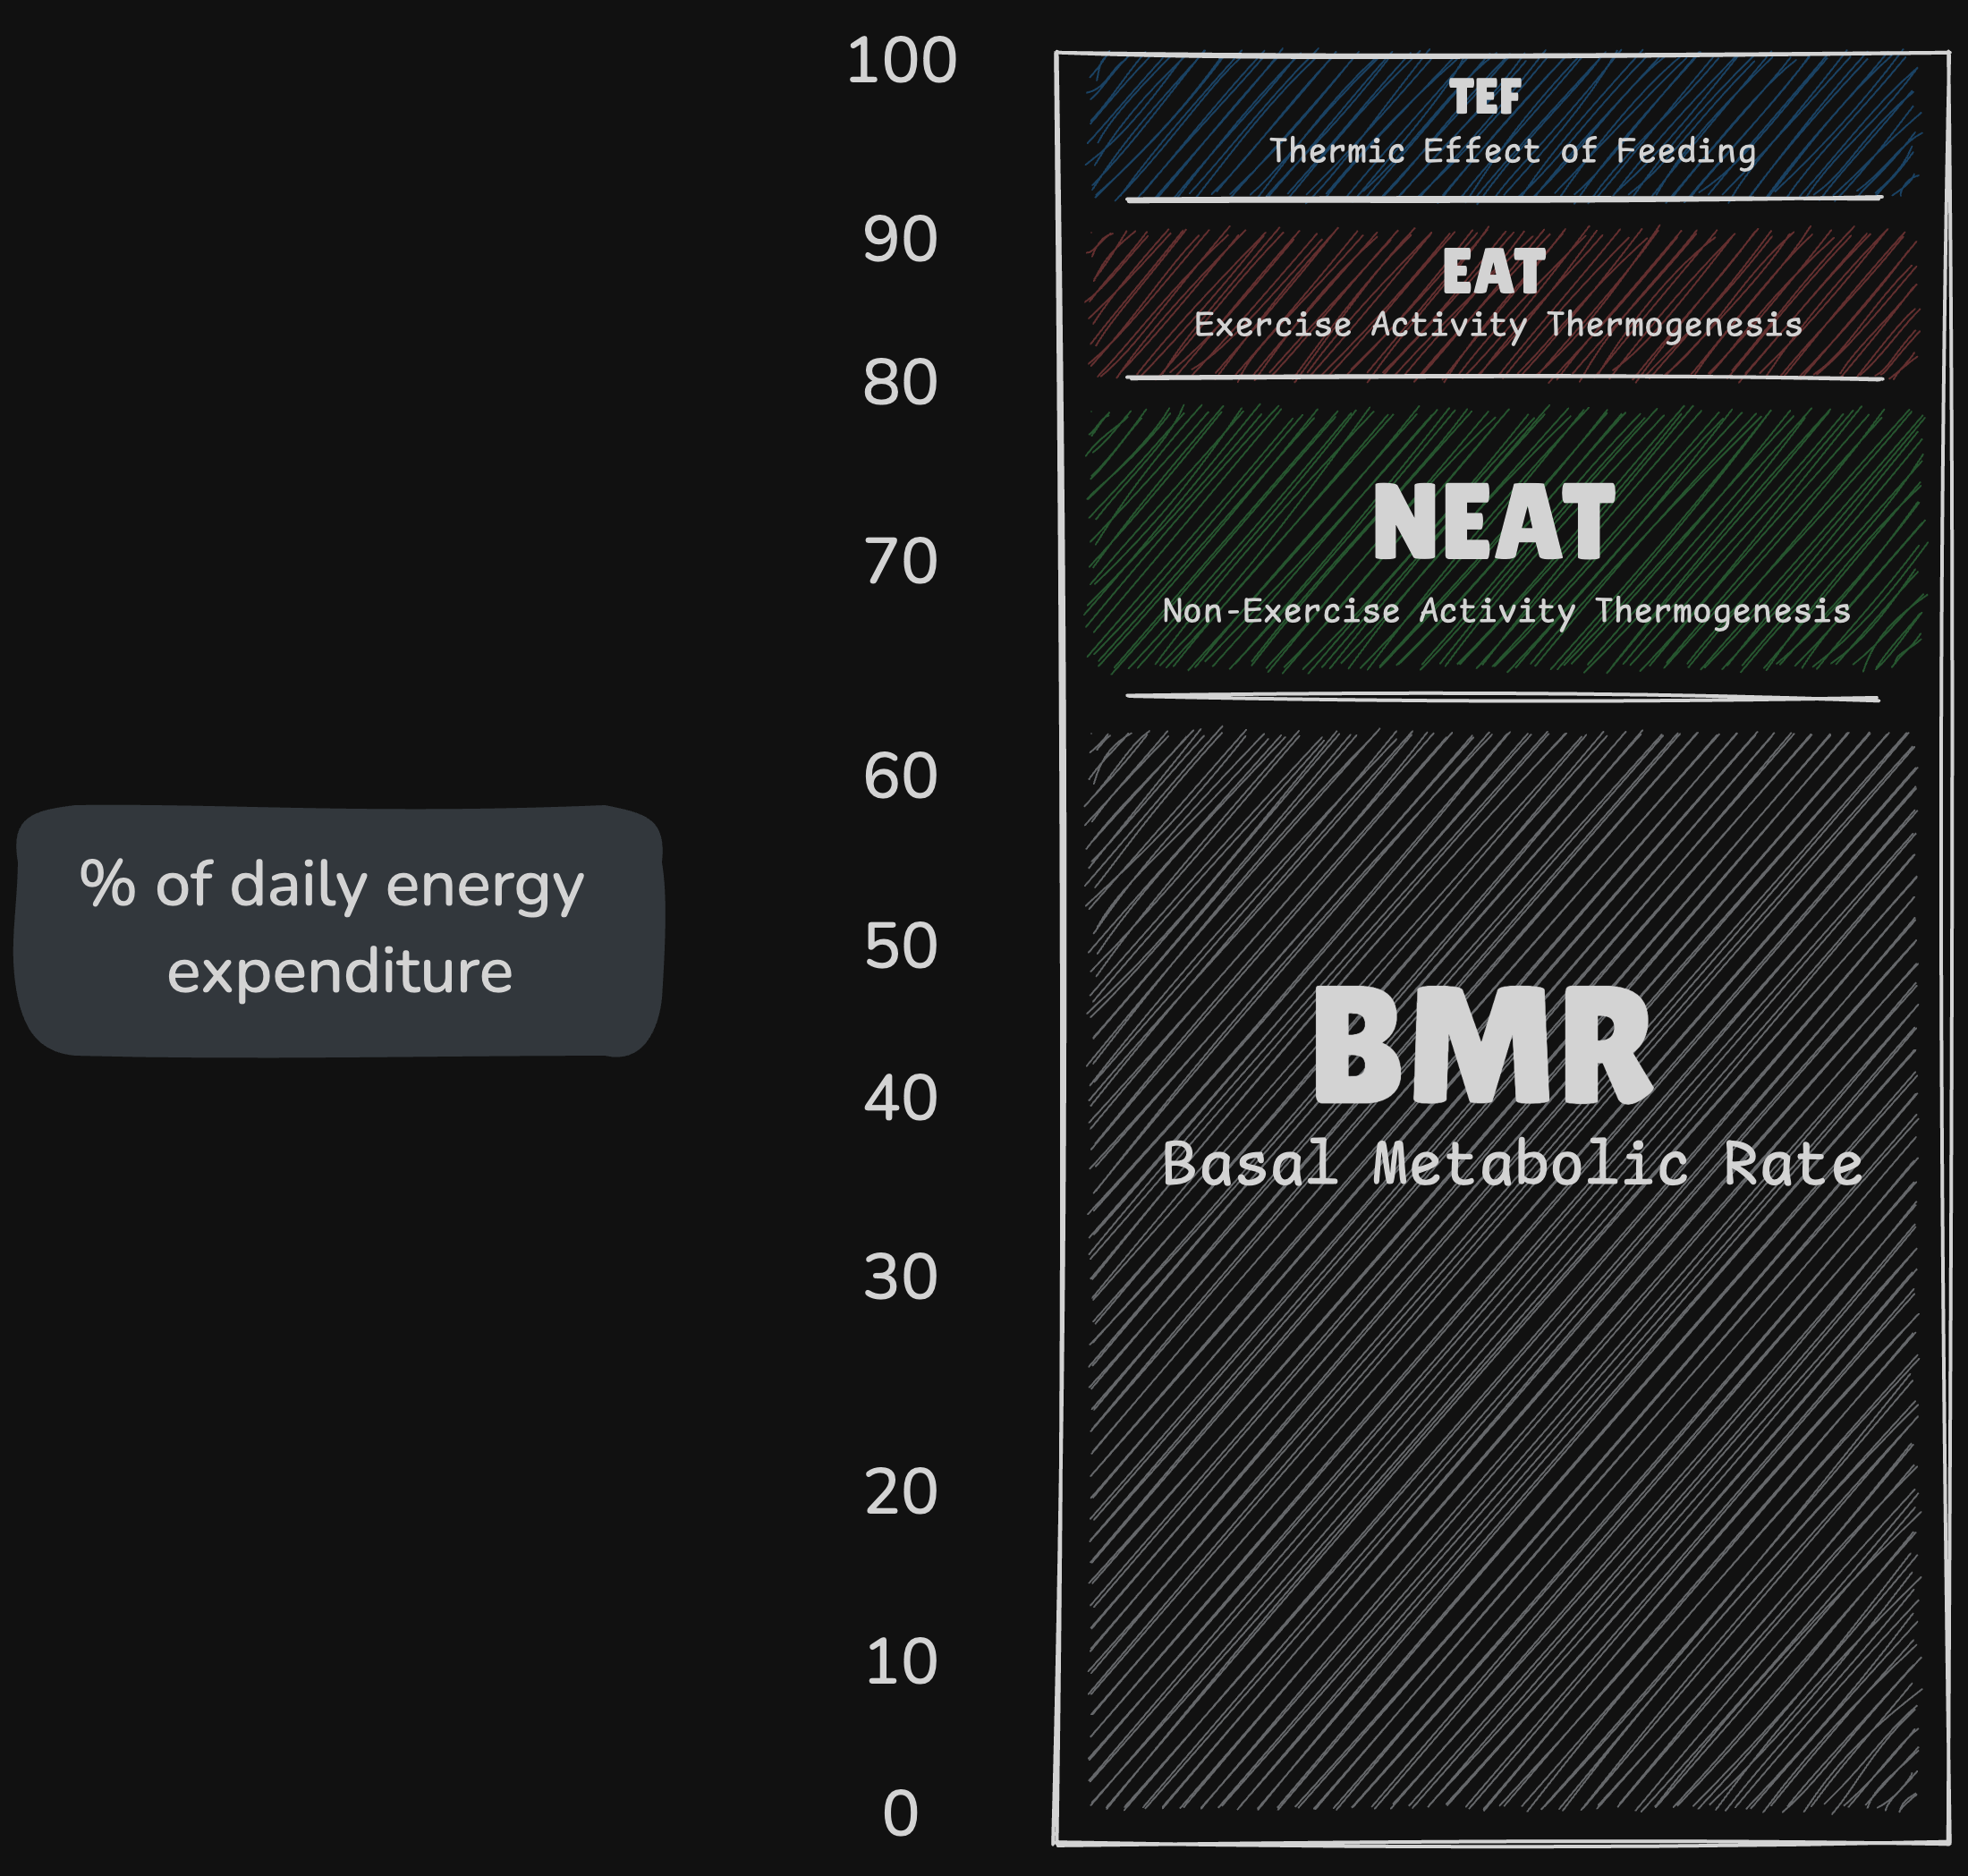 100
90
80
70
60
50
40
30
20
10
0
% of daily energy
expenditure
TEF
Thermic Effect of Feeding
EAT
Exercise Activity Thermogenesis
NEAT
Non-Exercise Activity Thermogenesis
BMR
Basal Metabolic Rate